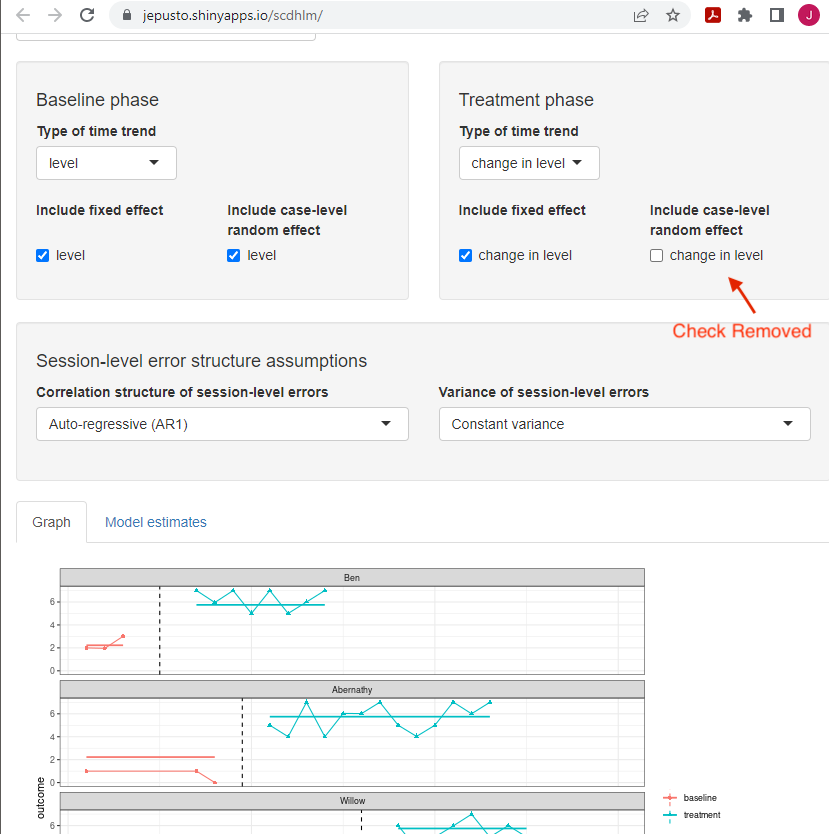 jepusto.shinyapps.io/scdhlm/
J
Baseline phase
Type of time trend
level
Include fixed effect
Include case-level
random effect
level
level
Treatment phase
Type of time trend
change in level
Include fixed effect
Include case-level
random effect
change in level
change in level
Check Removed
Session-level error structure assumptions
Correlation structure of session-level errors
Variance of session-level errors
Auto-regressive (AR1)
Constant variance
Graph
Model estimates
Ben
6
4
2
0
Abernathy
6
4
2
0
Willow
6
outcome
baseline
treatment